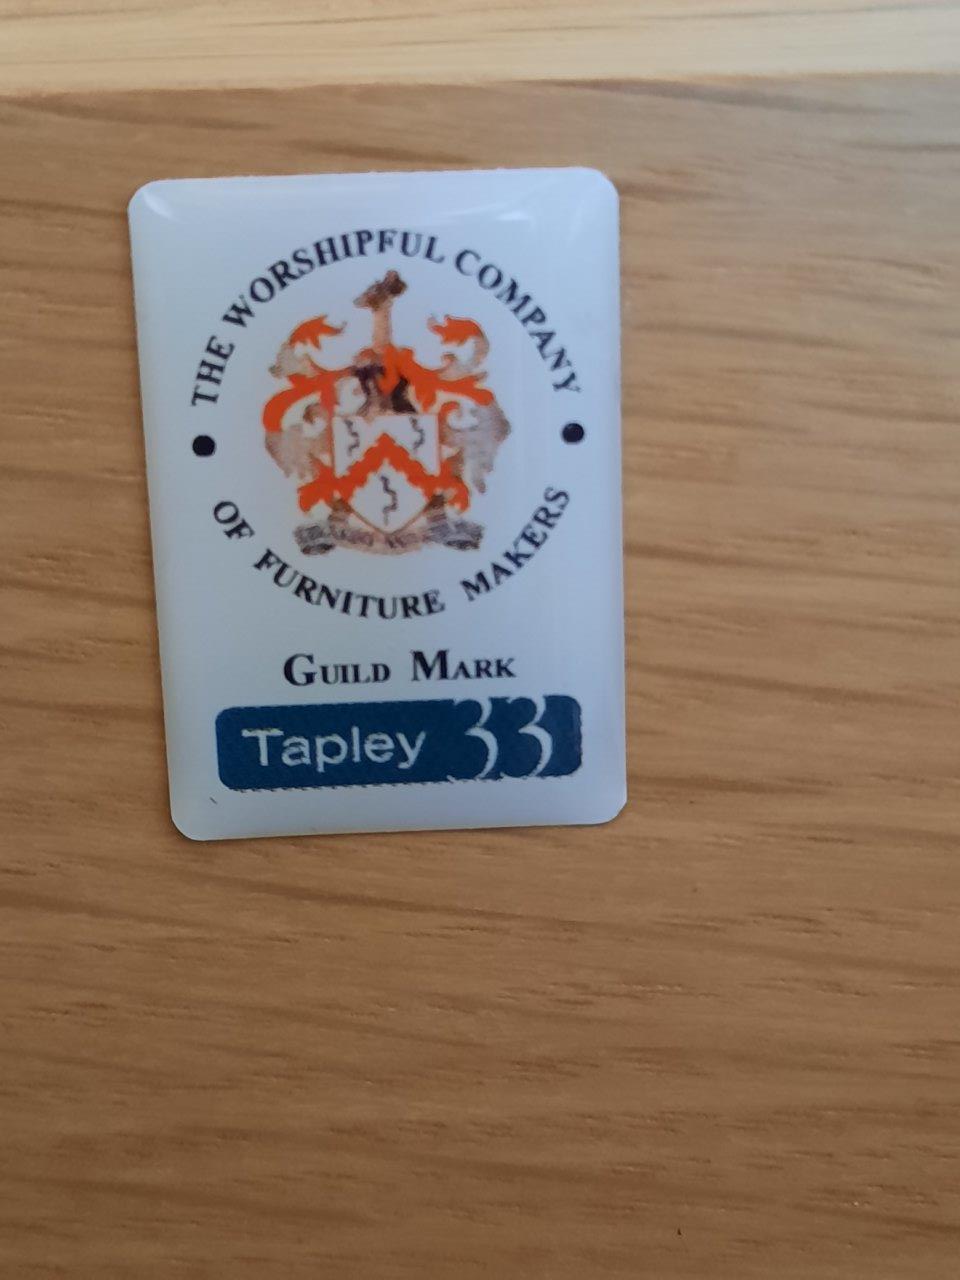 THE WORSHIPFUL COMPANY
OF FURNITURE MAKERS
GUILD MARK
Tapley 33